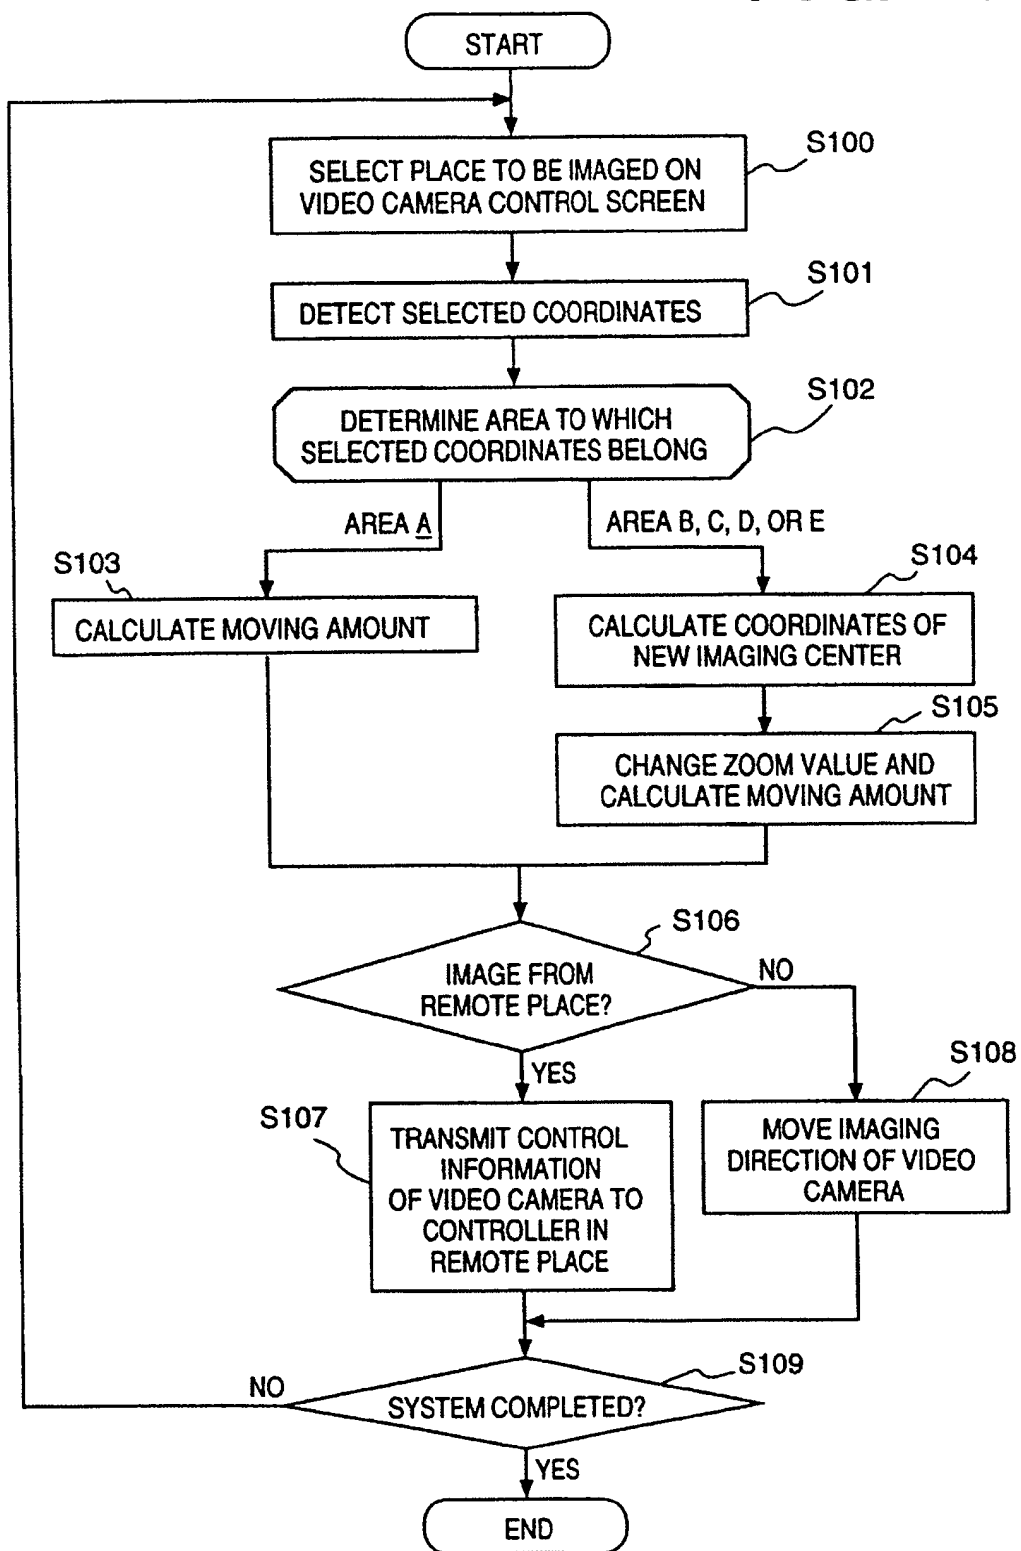 START
S100
SELECT PLACE TO BE IMAGED ON
VIDEO CAMERA CONTROL SCREEN
S101
DETECT SELECTED COORDINATES
S102
DETERMINE AREA TO WHICH
SELECTED COORDINATES BELONG
AREA A
AREA B, C, D, OR E
S103
CALCULATE MOVING AMOUNT
S104
CALCULATE COORDINATES OF
NEW IMAGING CENTER
S105
CHANGE ZOOM VALUE AND
CALCULATE MOVING AMOUNT
S106
IMAGE FROM
REMOTE PLACE?
NO
YES
S107
TRANSMIT CONTROL
INFORMATION
OF VIDEO CAMERA TO
CONTROLLER IN
REMOTE PLACE
S108
MOVE IMAGING
DIRECTION OF VIDEO
CAMERA
S109
SYSTEM COMPLETED?
NO
YES
END